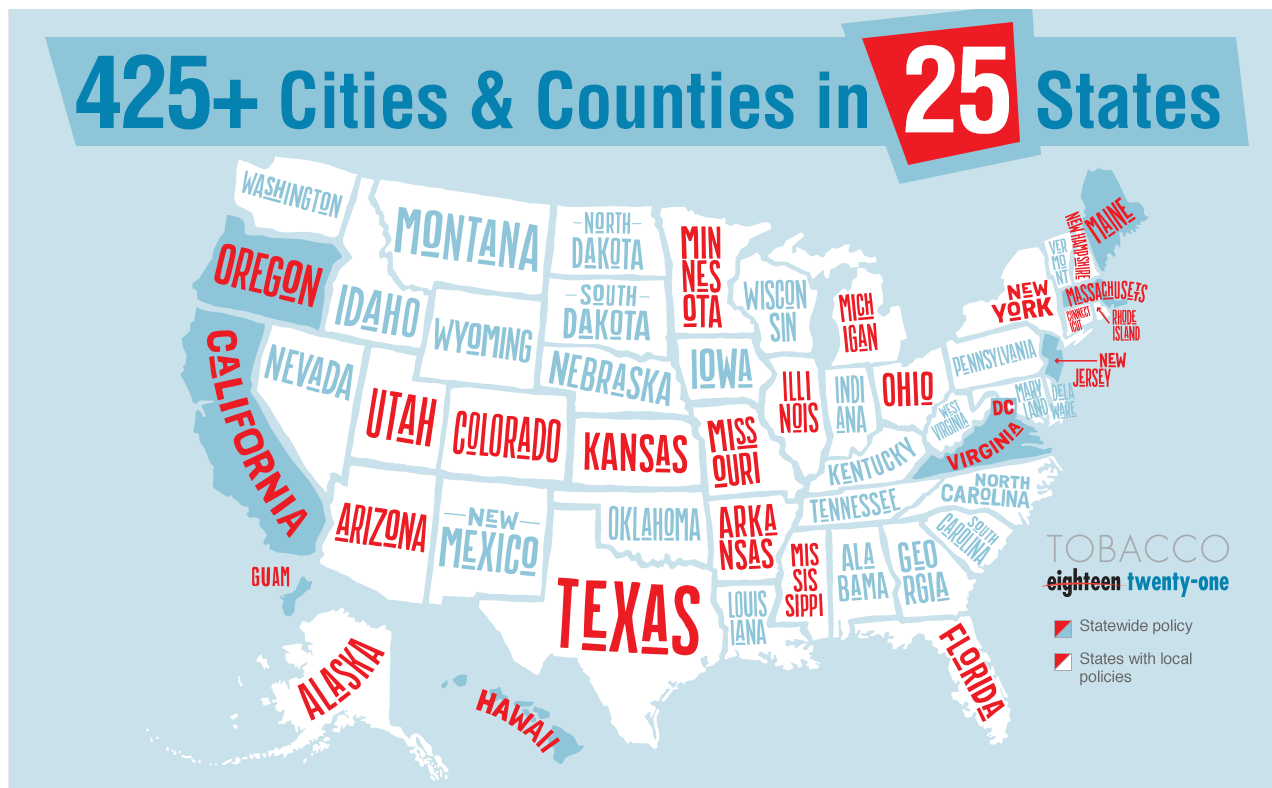 425+ Cities & Counties in 25 States
WASHINGTON
MONTANA
–NORTH–
DAKOTA
MIN
NES
OTA
MAINE
NEW HAMPSHIRE
VER
MO
NT
OREGON
IDAHO
WYOMING
–SOUTH–
DAKOTA
WISCON
SIN
MICH
IGAN
NEW
YORK
MASSACHUSETS
CONNECT
ICUT
RHODE
ISLAND
CALIFORNIA
NEVADA
UTAH
COLORADO
NEBRASKA
IOWA
ILLI
NOIS
INDI
ANA
OHIO
PENNSYLVANIA
NEW
JERSEY
MARY
LAND
DELA
WARE
DC
WEST
VIRGINIA
VIRGINIA
KANSAS
MISS
OURI
KENTUCKY
NORTH
CAROLINA
TENNESSEE
ARIZONA
–NEW–
MEXICO
OKLAHOMA
ARKA
NSAS
SOUTH
CAROLINA
MIS
SIS
SIPPI
ALA
BAMA
GEO
RGIA
TEXAS
LOUIS
IANA
FLORIDA
GUAM
ALASKA
HAWAII
TOBACCO
eighteen twenty-one
Statewide policy
States with local
policies